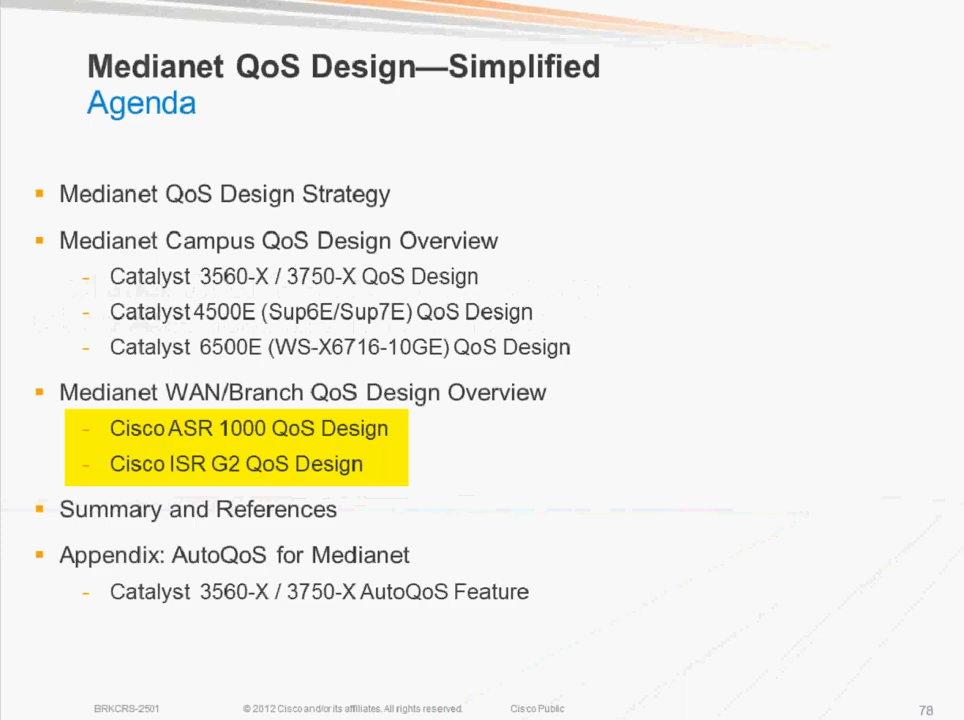 Medianet QoS Design—Simplified
Agenda
▪ Medianet QoS Design Strategy
▪ Medianet Campus QoS Design Overview
- Catalyst 3560-X / 3750-X QoS Design
- Catalyst 4500E (Sup6E/Sup7E) QoS Design
- Catalyst 6500E (WS-X6716-10GE) QoS Design
▪ Medianet WAN/Branch QoS Design Overview
- Cisco ASR 1000 QoS Design
- Cisco ISR G2 QoS Design
▪ Summary and References
▪ Appendix: AutoQoS for Medianet
- Catalyst 3560-X / 3750-X AutoQoS Feature
BRKCRS-2501 © 2012 Cisco and/or its affiliates. All rights reserved. Cisco Public 78